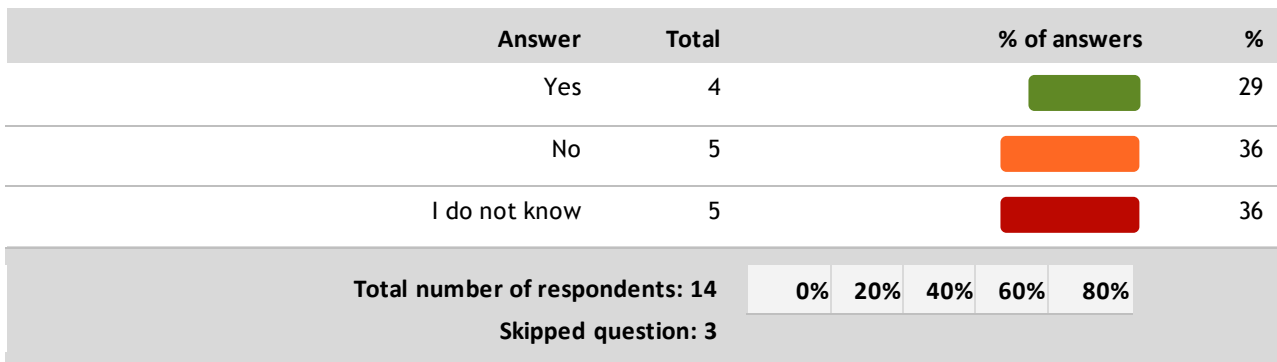 Answer Total % of answers %
Yes 4 29
No 5 36
I do not know 5 36
Total number of respondents: 14 0% 20% 40% 60% 80%
Skipped question: 3